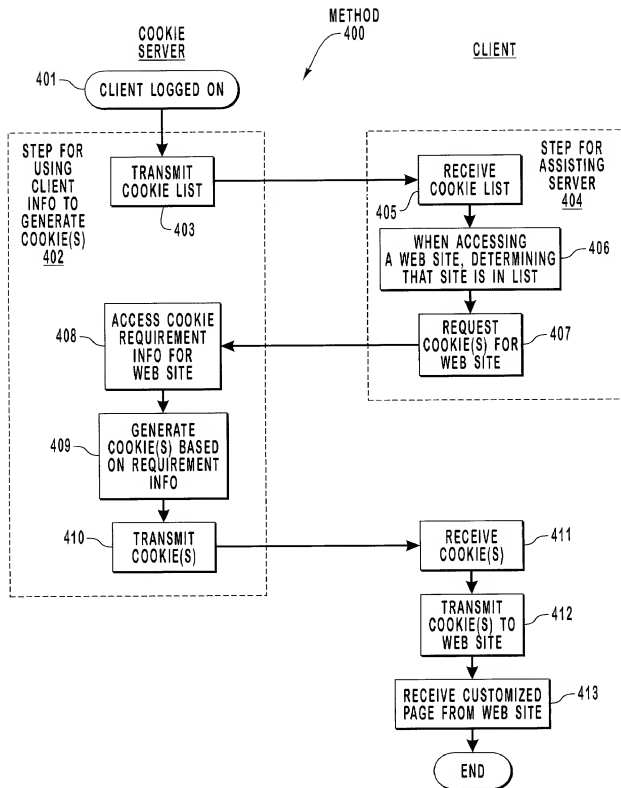 METHOD
400
COOKIE
SERVER
CLIENT
401
CLIENT LOGGED ON
STEP FOR
USING
CLIENT
INFO TO
GENERATE
COOKIE(S)
402
TRANSMIT
COOKIE LIST
403
RECEIVE
COOKIE LIST
405
STEP FOR
ASSISTING
SERVER
404
WHEN ACCESSING
A WEB SITE, DETERMINING
THAT SITE IS IN LIST
406
408
ACCESS COOKIE
REQUIREMENT
INFO FOR
WEB SITE
REQUEST
COOKIE(S) FOR
WEB SITE
407
409
GENERATE
COOKIE(S) BASED
ON REQUIREMENT
INFO
410
TRANSMIT
COOKIE(S)
RECEIVE
COOKIE(S)
411
TRANSMIT
COOKIE(S) TO
WEB SITE
412
RECEIVE CUSTOMIZED
PAGE FROM WEB SITE
413
END